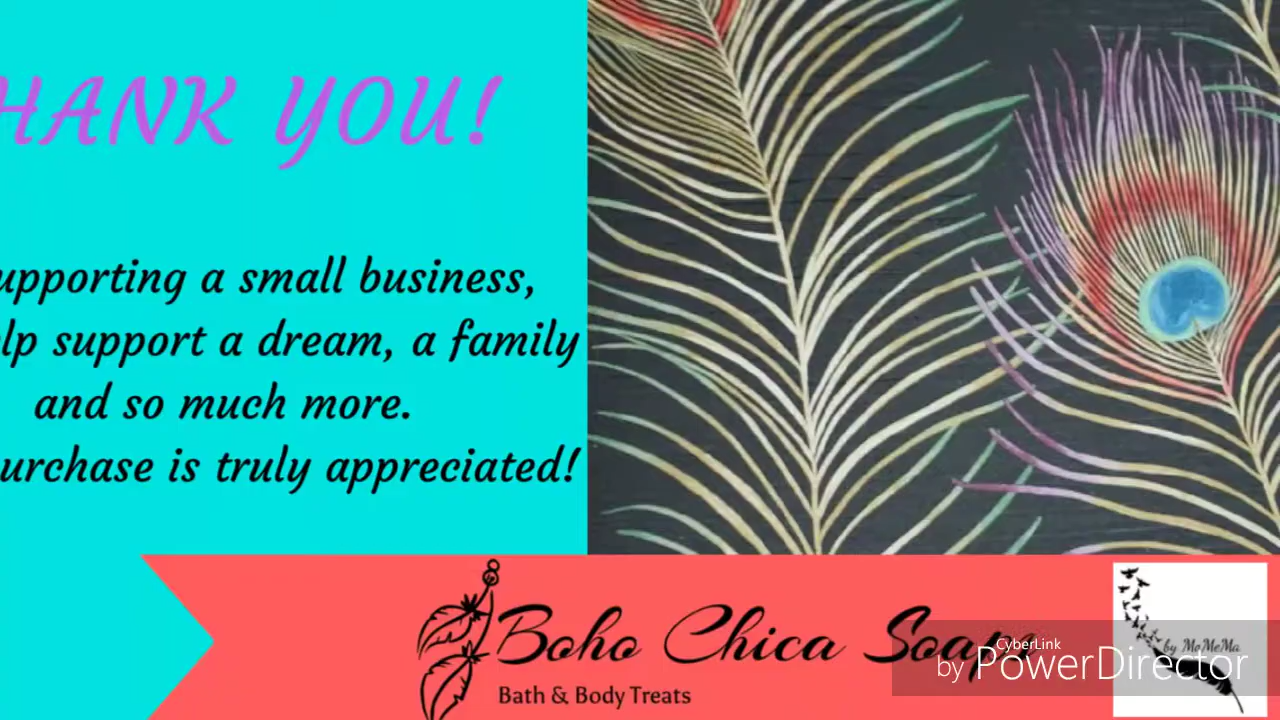 HANK YOU!
upporting a small business,
lp support a dream, a family
and so much more.
urchase is truly appreciated!
Boho Chica Soaps
Bath & Body Treats
by MoMeMa
CyberLink
by PowerDirector